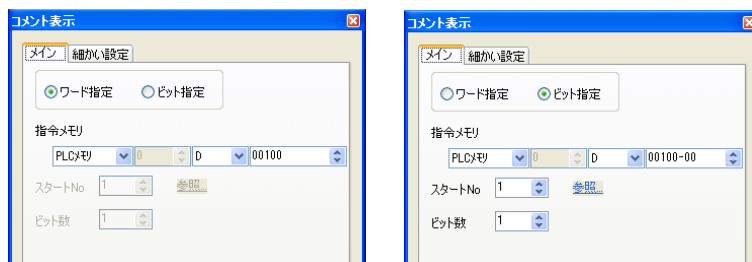 コメント表示
メイン 細かい設定
ワード指定 ビット指定
指令メモリ
PLCメモリ 0 D 00100
スタートNo 1 参照...
ビット数 1
コメント表示
メイン 細かい設定
ワード指定 ビット指定
指令メモリ
PLCメモリ 0 D 00100-00
スタートNo 1 参照...
ビット数 1